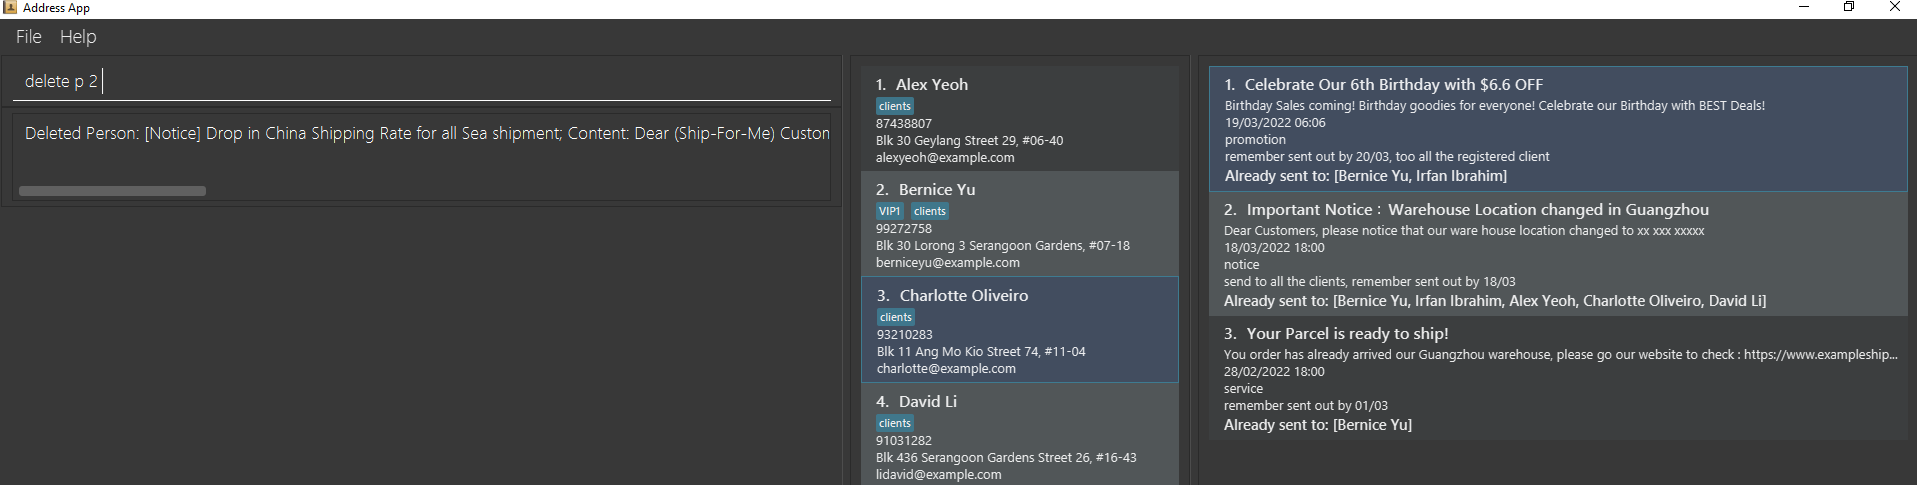 Address App
File Help
delete p 2
Deleted Person: [Notice] Drop in China Shipping Rate for all Sea shipment; Content: Dear (Ship-For-Me) Custom
1. Alex Yeoh
clients
87438807
Blk 30 Geylang Street 29, #06-40
alexyeoh@example.com
2. Bernice Yu
VIP1 clients
99272758
Blk 30 Lorong 3 Serangoon Gardens, #07-18
berniceyu@example.com
3. Charlotte Oliveiro
clients
93210283
Blk 11 Ang Mo Kio Street 74, #11-04
charlotte@example.com
4. David Li
clients
91031282
Blk 436 Serangoon Gardens Street 26, #16-43
lidavid@example.com
1. Celebrate Our 6th Birthday with $6.6 OFF
Birthday Sales coming! Birthday goodies for everyone! Celebrate our Birthday with BEST Deals!
19/03/2022 06:06
promotion
remember sent out by 20/03, too all the registered client
Already sent to: [Bernice Yu, Irfan Ibrahim]
2. Important Notice：Warehouse Location changed in Guangzhou
Dear Customers, please notice that our ware house location changed to xx xxx xxxxx
18/03/2022 18:00
notice
send to all the clients, remember sent out by 18/03
Already sent to: [Bernice Yu, Irfan Ibrahim, Alex Yeoh, Charlotte Oliveiro, David Li]
3. Your Parcel is ready to ship!
You order has already arrived our Guangzhou warehouse, please go our website to check : https://www.exampleship...
28/02/2022 18:00
service
remember sent out by 01/03
Already sent to: [Bernice Yu]